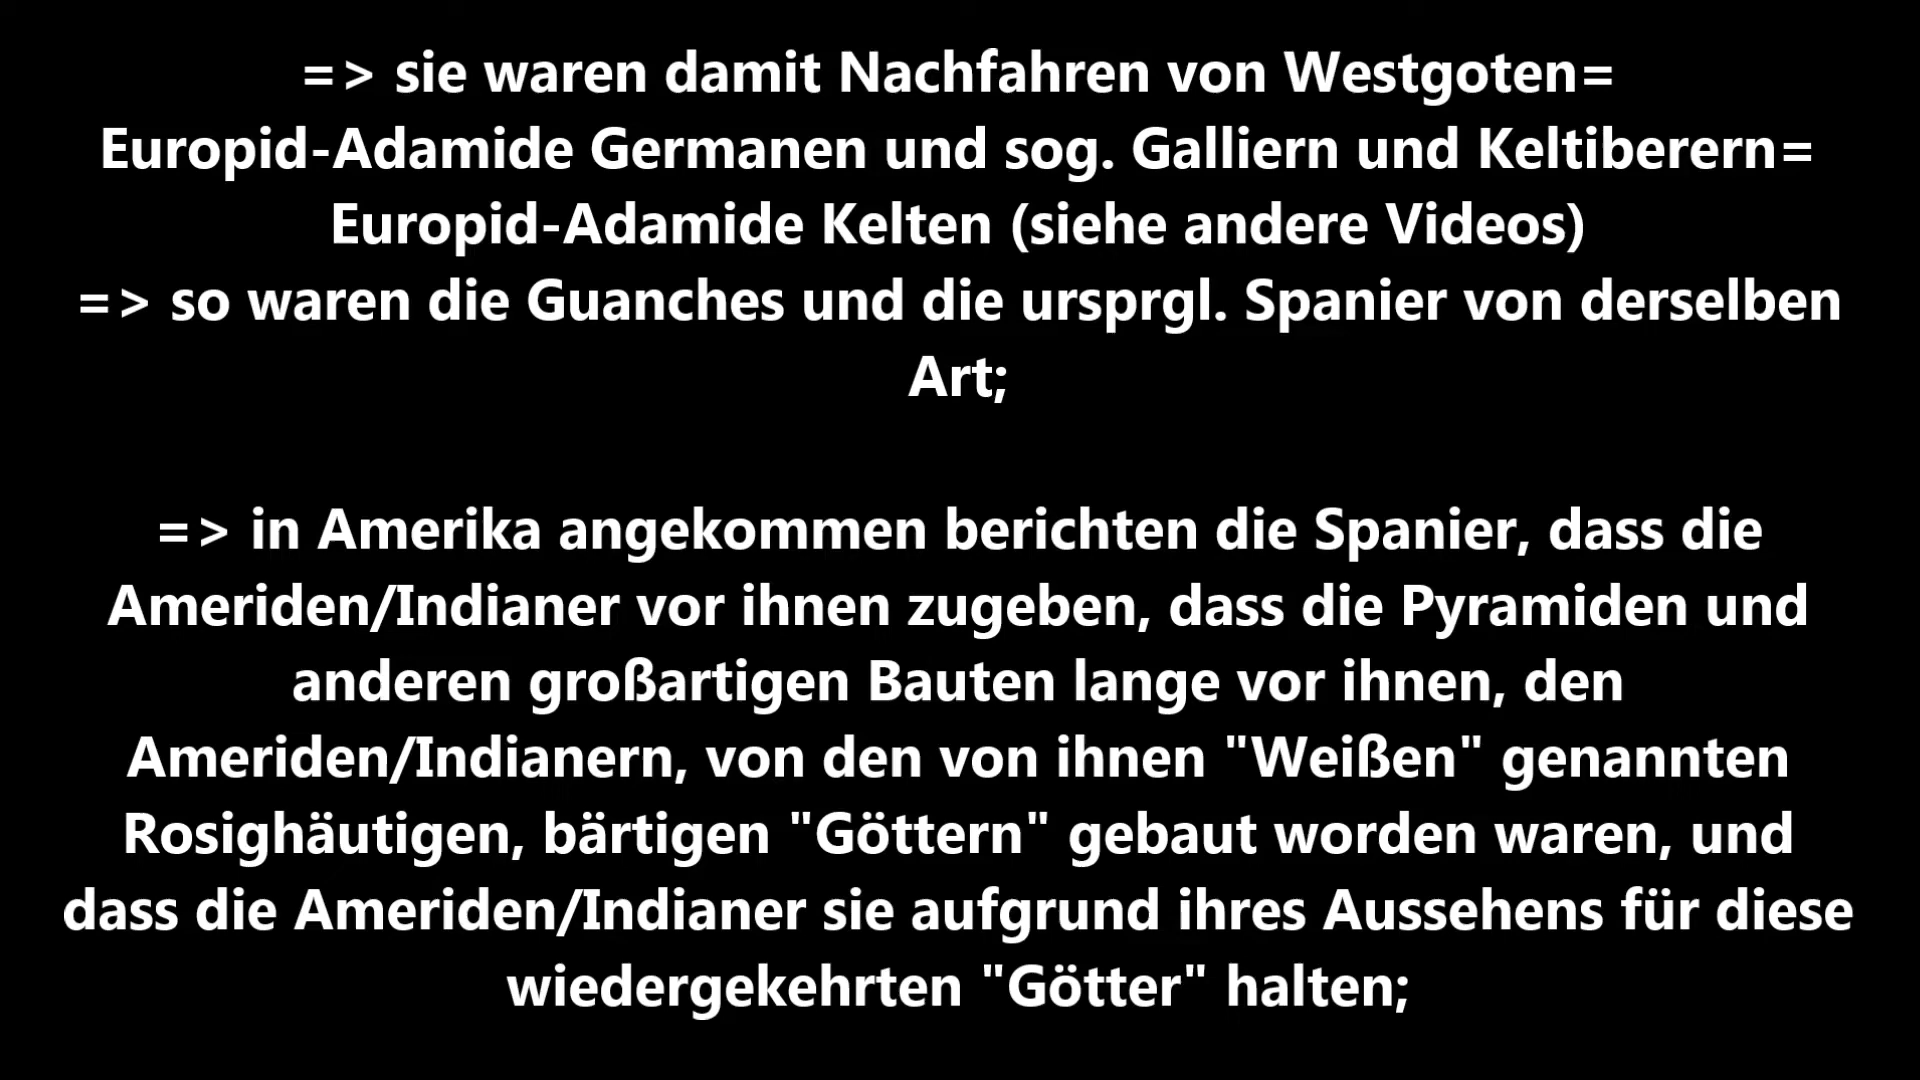 => sie waren damit Nachfahren von Westgoten=
Europid-Adamide Germanen und sog. Galliern und Keltiberern=
Europid-Adamide Kelten (siehe andere Videos)
=> so waren die Guanches und die ursprgl. Spanier von derselben
Art;
=> in Amerika angekommen berichten die Spanier, dass die
Ameriden/Indianer vor ihnen zugeben, dass die Pyramiden und
anderen großartigen Bauten lange vor ihnen, den
Ameriden/Indianern, von den von ihnen "Weißen" genannten
Rosighäutigen, bärtigen "Göttern" gebaut worden waren, und
dass die Ameriden/Indianer sie aufgrund ihres Aussehens für diese
wiedergekehrten "Götter" halten;